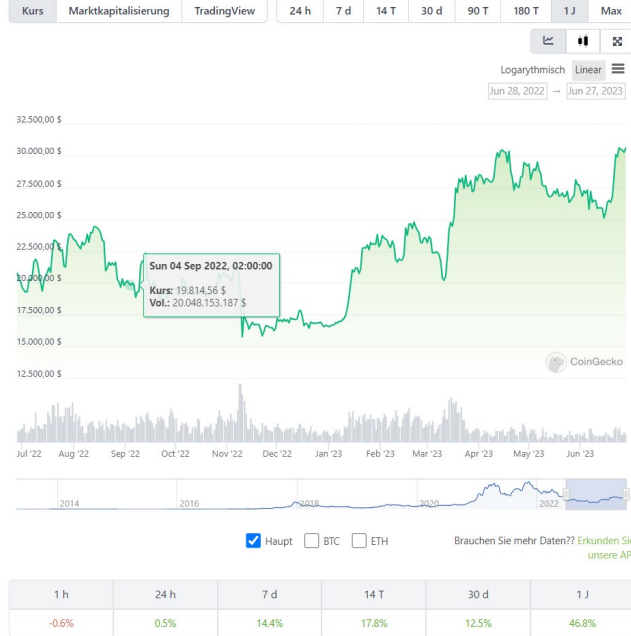 Kurs Marktkapitalisierung TradingView 24 h 7 d 14 T 30 d 90 T 180 T 1 J Max
Logarythmisch Linear
Jun 28, 2022 → Jun 27, 2023
32.500,00 $
30.000,00 $
27.500,00 $
25.000,00 $
22.500,00 $
Sun 04 Sep 2022, 02:00:00
20.000,00 $
Kurs: 19.814,56 $
Vol.: 20.048.153.187 $
17.500,00 $
15.000,00 $
CoinGecko
12.500,00 $
Jul '22 Aug '22 Sep '22 Oct '22 Nov '22 Dec '22 Jan '23 Feb '23 Mar '23 Apr '23 May '23 Jun '23
2014 2016 2018 2020 2022
Haupt BTC ETH Brauchen Sie mehr Daten?? Erkunden Sie
unsere AP
1 h 24 h 7 d 14 T 30 d 1 J
-0.6% 0.5% 14.4% 17.8% 12.5% 46.8%